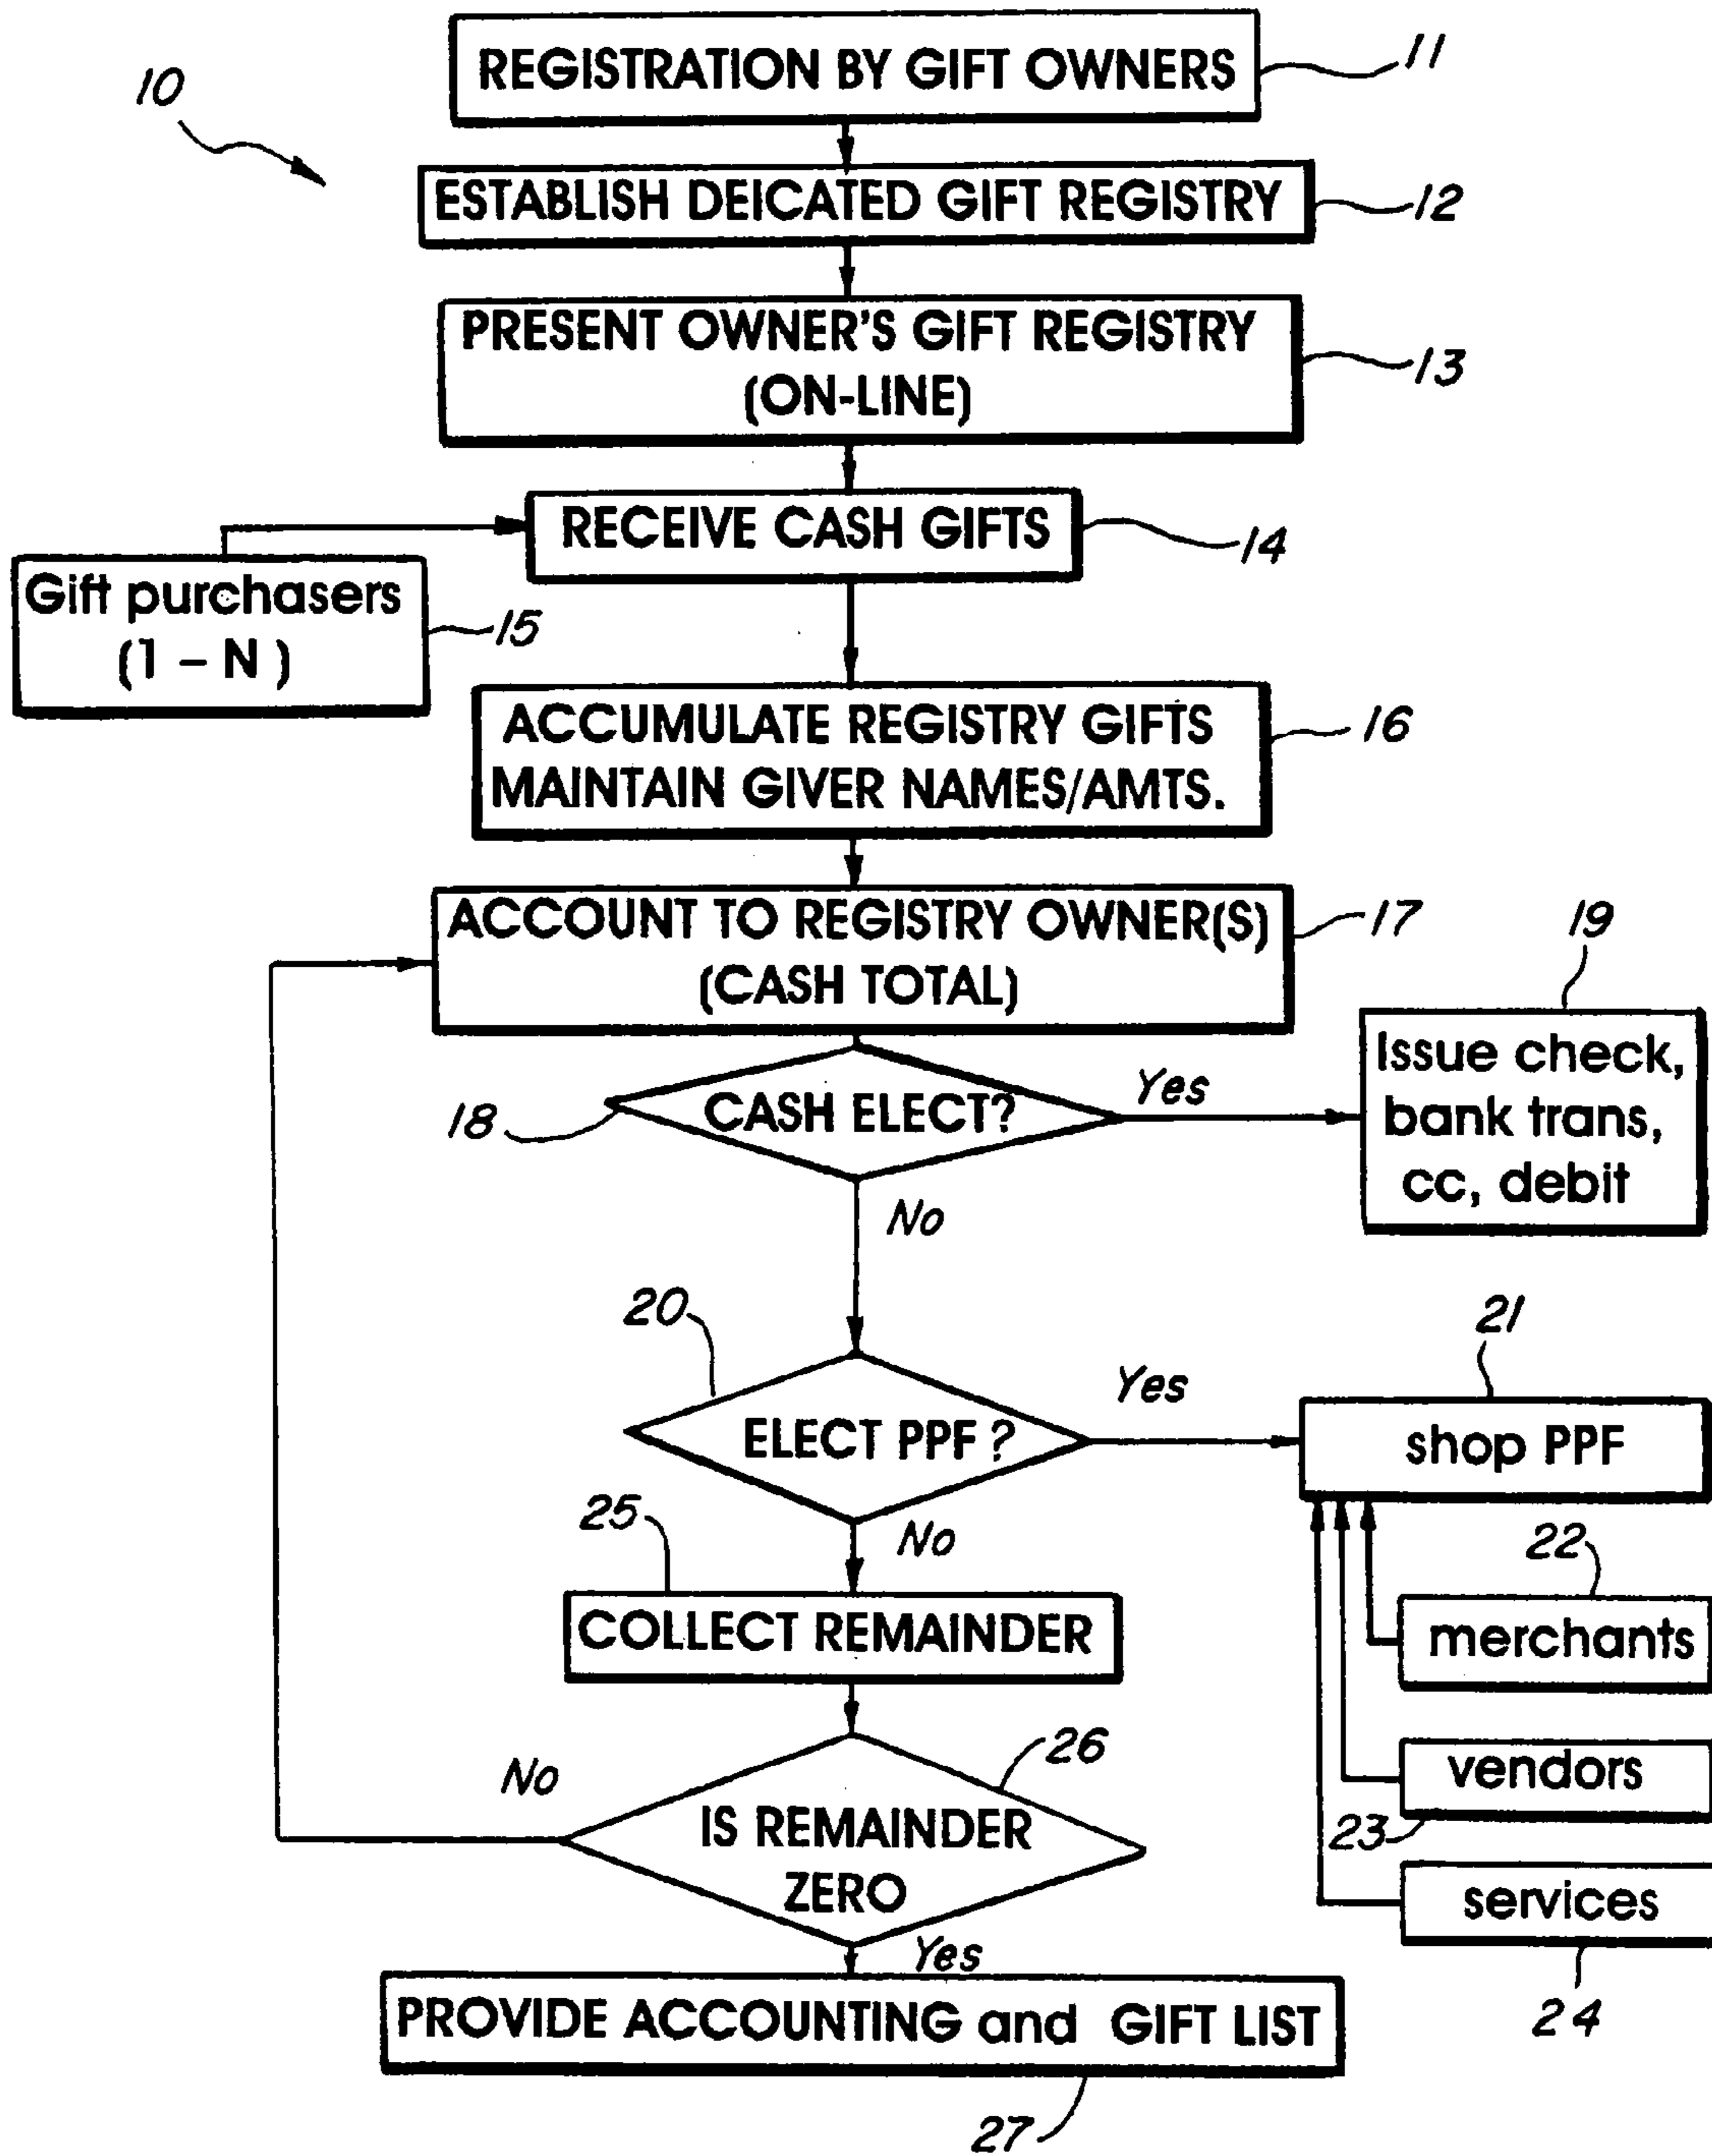 REGISTRATION BY GIFT OWNERS
11
10
ESTABLISH DEICATED GIFT REGISTRY
12
PRESENT OWNER'S GIFT REGISTRY
(ON-LINE)
13
RECEIVE CASH GIFTS
14
Gift purchasers
(1 – N )
15
ACCUMULATE REGISTRY GIFTS
MAINTAIN GIVER NAMES/AMTS.
16
ACCOUNT TO REGISTRY OWNER(S)
(CASH TOTAL)
17
19
Issue check,
bank trans,
cc, debit
CASH ELECT?
18
Yes
No
20
ELECT PPF ?
Yes
21
shop PPF
No
25
COLLECT REMAINDER
22
merchants
26
IS REMAINDER
ZERO
No
vendors
23
services
24
Yes
PROVIDE ACCOUNTING and GIFT LIST
27